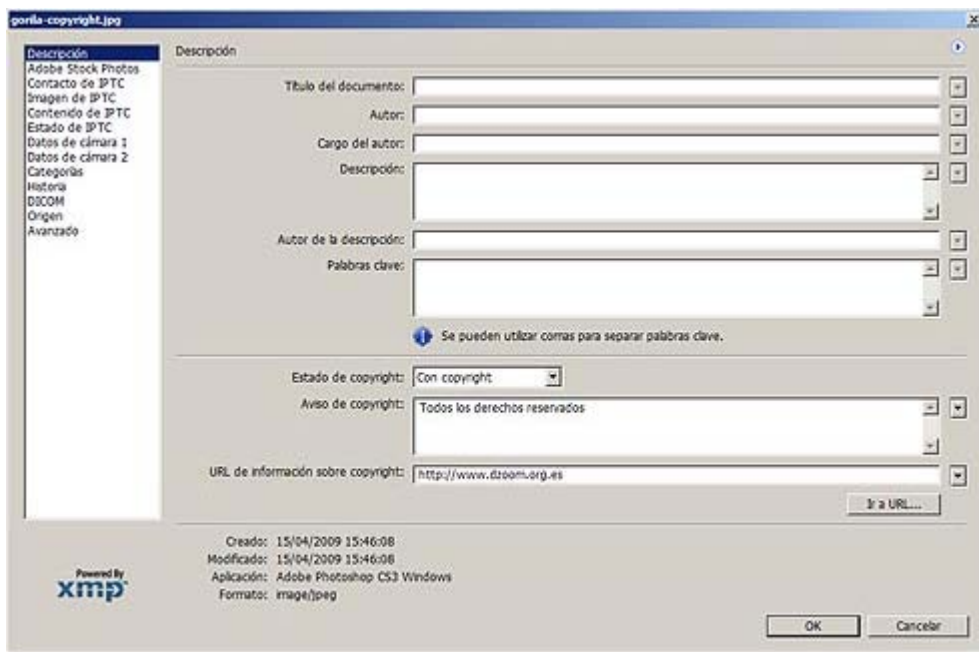 gorila-copyright.jpg
Descripción
Adobe Stock Photos
Contacto de IPTC
Imagen de IPTC
Contenido de IPTC
Estado de IPTC
Datos de cámara 1
Datos de cámara 2
Categorías
Historia
DICOM
Origen
Avanzado
Powered By
xmp
Descripción
Título del documento:
Autor:
Cargo del autor:
Descripción:
Autor de la descripción:
Palabras clave:
Se pueden utilizar comas para separar palabras clave.
Estado de copyright: Con copyright
Aviso de copyright: Todos los derechos reservados
URL de información sobre copyright: http://www.dzoom.org.es
Ir a URL...
Creado: 15/04/2009 15:46:08
Modificado: 15/04/2009 15:46:08
Aplicación: Adobe Photoshop CS3 Windows
Formato: image/jpeg
OK
Cancelar